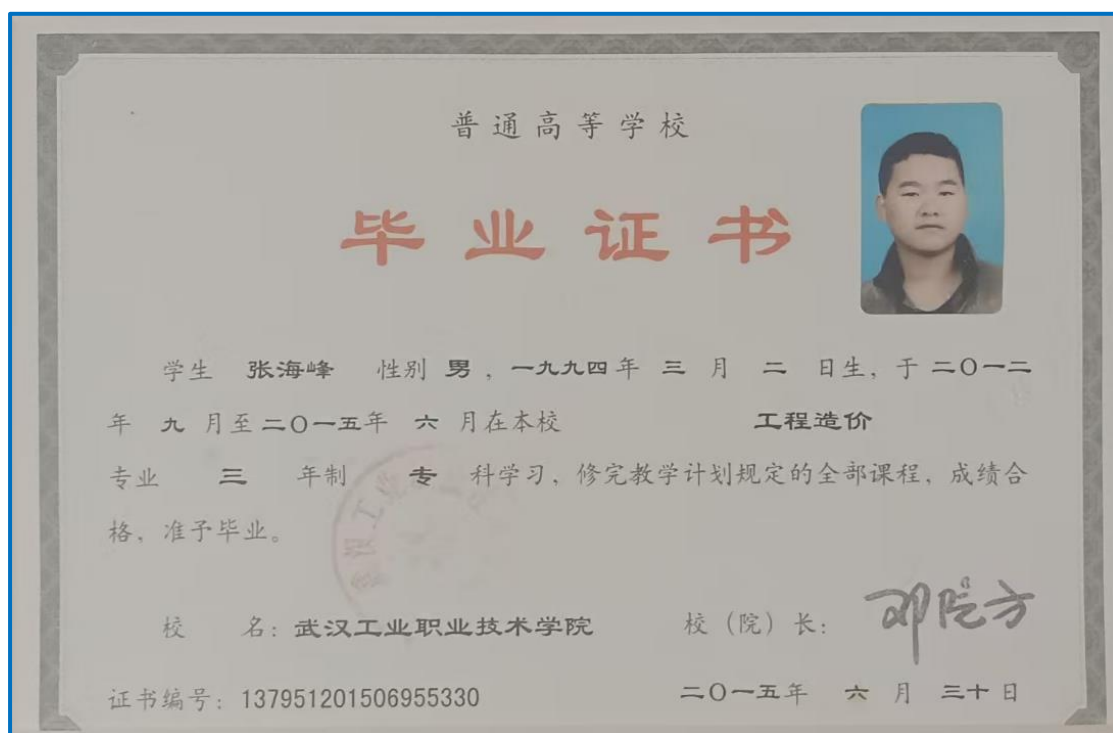 普通高等学校
毕业证书
学生 张海峰 性别 男，一九九四年 三 月 二 日生，于二〇一二
年 九 月至二〇一五年 六 月在本校 工程造价
专业 三 年制 专 科学习，修完教学计划规定的全部课程，成绩合
格，准予毕业。
校 名：武汉工业职业技术学院 校（院）长：
证书编号：137951201506955330 二〇一五年 六 月 三十日